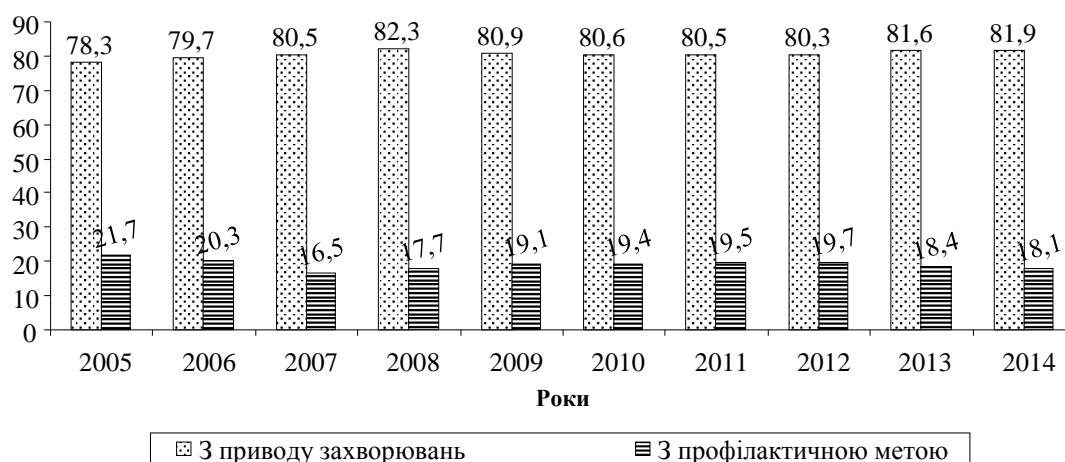 90
80
70
60
50
40
30
20
10
0
78,3 79,7 80,5 82,3 80,9 80,6 80,5 80,3 81,6 81,9
21,7 20,3 16,5 17,7 19,1 19,4 19,5 19,7 18,4 18,1
2005 2006 2007 2008 2009 2010 2011 2012 2013 2014
Роки
З приводу захворювань З профілактичною метою